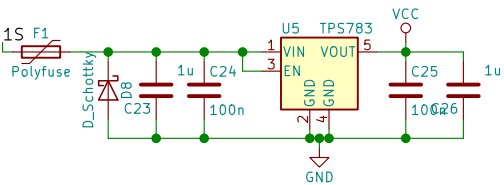 1S
F1
Polyfuse
D_Schottky
D8
1u
C23
C24
100n
U5
TPS783
1
VIN
3
EN
VOUT
5
GND
2
GND
4
VCC
C25
100n
1u
C26
GND